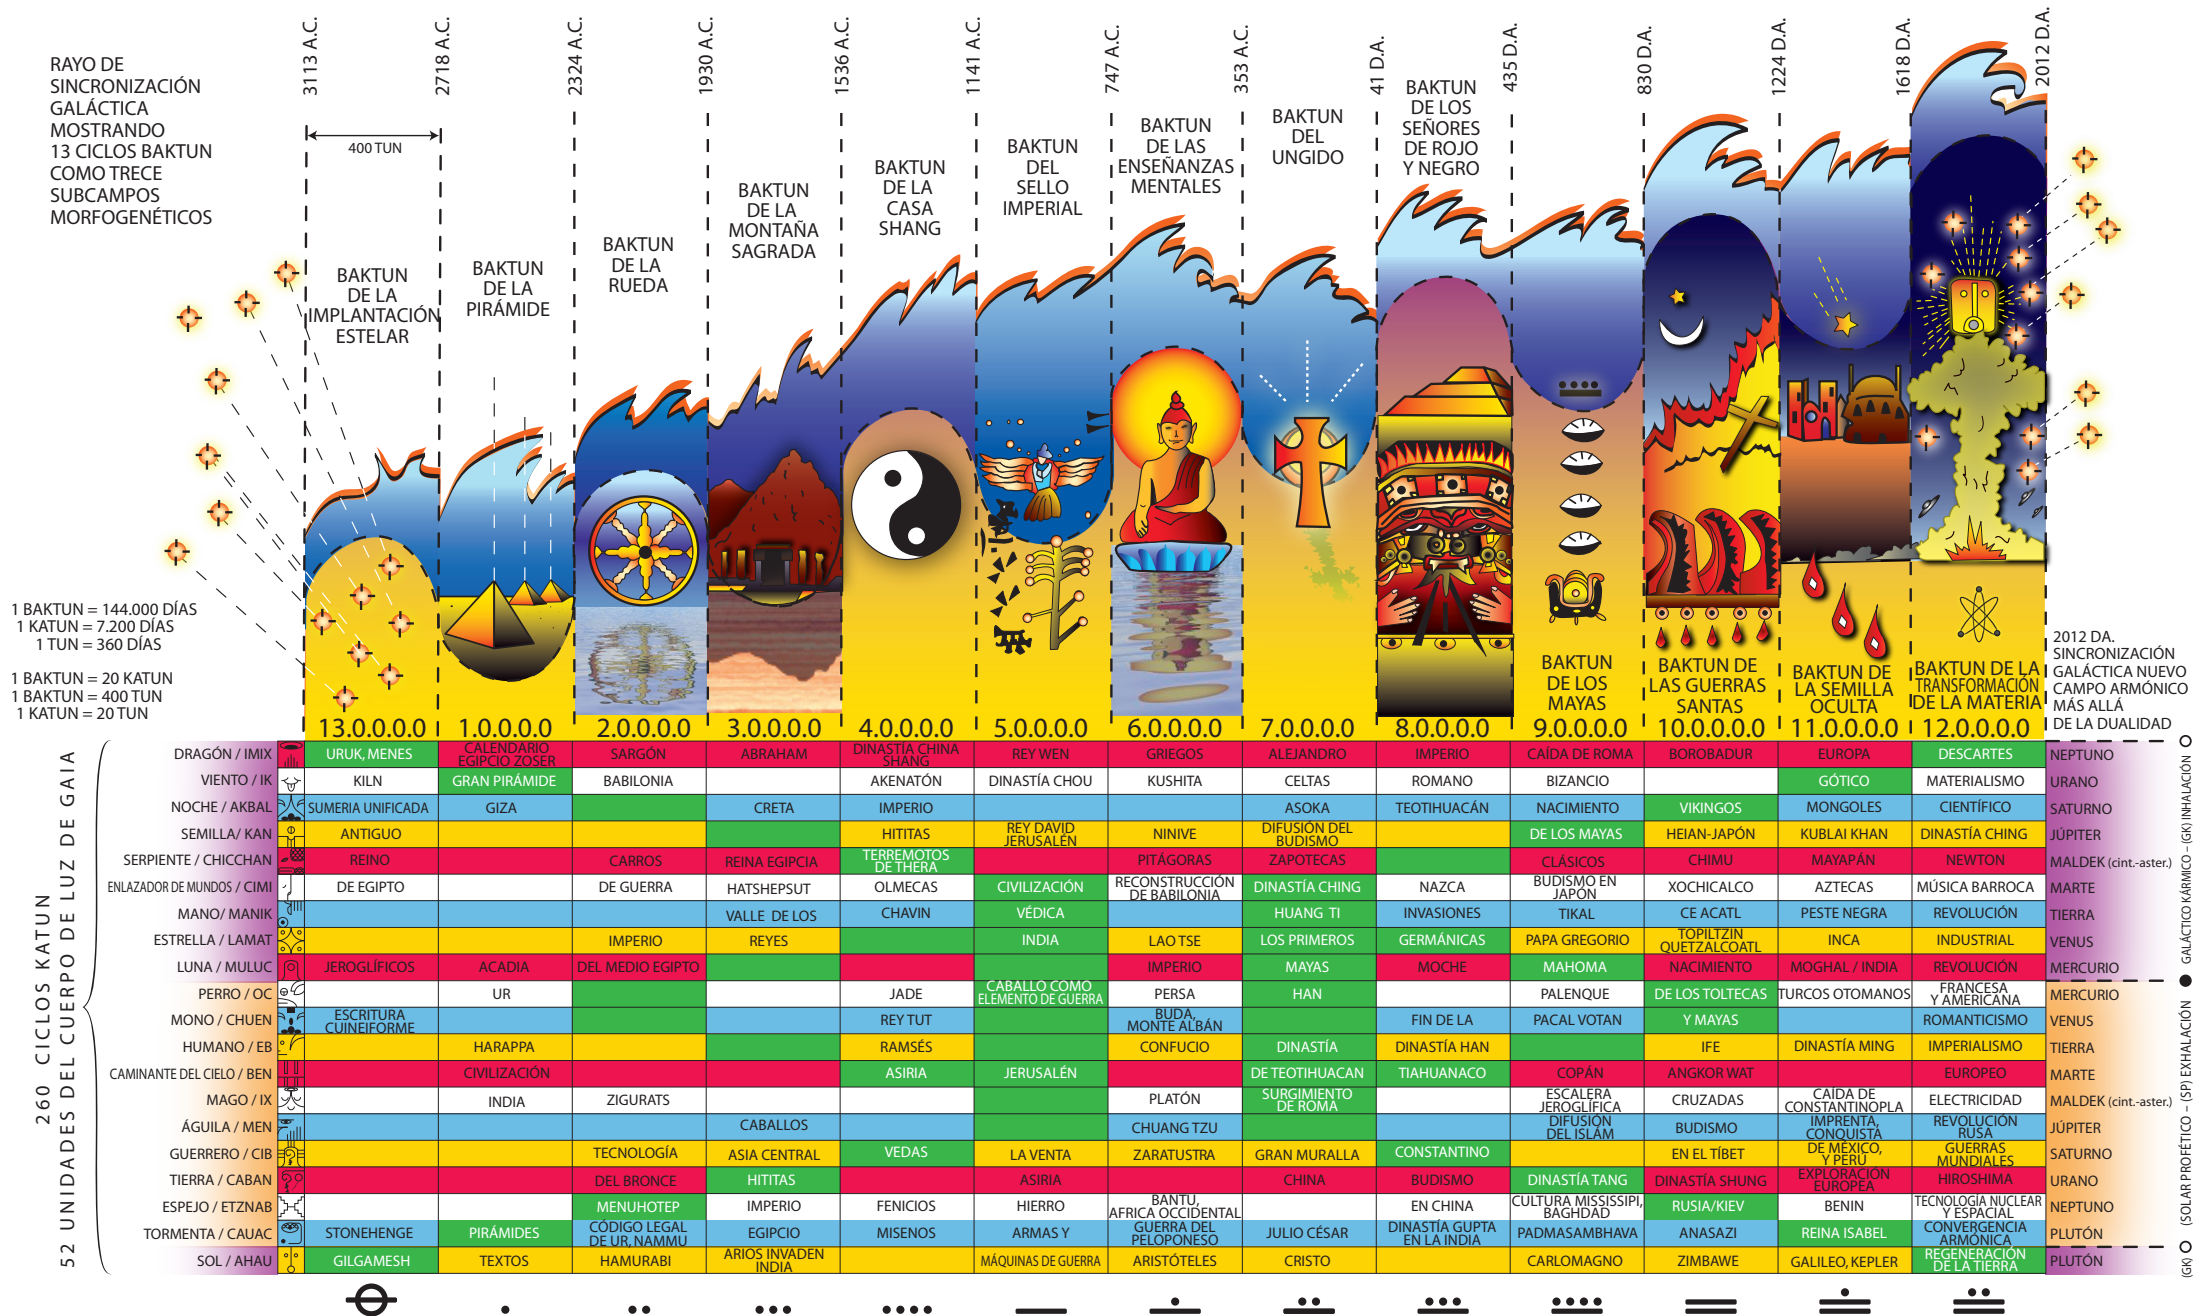 3113 A.C.
2718 A.C.
2324 A.C.
1930 A.C.
1536 A.C.
1141 A.C.
747 A.C.
353 A.C.
41 D.A.
435 D.A.
830 D.A.
1224 D.A.
1618 D.A.
2012 D.A.
RAYO DE
SINCRONIZACIÓN
GALÁCTICA
MOSTRANDO
13 CICLOS BAKTUN
COMO TRECE
SUBCAMPOS
MORFOGENÉTICOS
400 TUN
BAKTUN
DE LA
IMPLANTACIÓN
ESTELAR
BAKTUN
DE LA
PIRÁMIDE
BAKTUN
DE LA
RUEDA
BAKTUN
DE LA
MONTAÑA
SAGRADA
BAKTUN
DE LA
CASA
SHANG
BAKTUN
DEL
SELLO
IMPERIAL
BAKTUN
DE LAS
ENSEÑANZAS
MENTALES
BAKTUN
DEL
UNGIDO
BAKTUN
DE LOS
SEÑORES
DE ROJO
Y NEGRO
BAKTUN
DE LOS
MAYAS
BAKTUN DE
LAS GUERRAS
SANTAS
BAKTUN DE
LA SEMILLA
OCULTA
BAKTUN DE LA
TRANSFORMACIÓN
DE LA MATERIA
1 BAKTUN = 144.000 DÍAS
1 KATUN = 7.200 DÍAS
1 TUN = 360 DÍAS
1 BAKTUN = 20 KATUN
1 BAKTUN = 400 TUN
1 KATUN = 20 TUN
2012 DA.
SINCRONIZACIÓN
GALÁCTICA NUEVO
CAMPO ARMÓNICO
MÁS ALLÁ
DE LA DUALIDAD
13.0.0.0.0 1.0.0.0.0 2.0.0.0.0 3.0.0.0.0 4.0.0.0.0 5.0.0.0.0 6.0.0.0.0 7.0.0.0.0 8.0.0.0.0 9.0.0.0.0 10.0.0.0.0 11.0.0.0.0 12.0.0.0.0
260 CICLOS KATUN
52 UNIDADES DEL CUERPO DE LUZ DE GAIA
DRAGÓN / IMIX URUK, MENES CALENDARIO EGIPCIO ZOSER SARGÓN ABRAHAM DINASTÍA CHINA SHANG REY WEN GRIEGOS ALEJANDRO IMPERIO CAÍDA DE ROMA BOROBADUR EUROPA DESCARTES NEPTUNO
VIENTO / IK KILN GRAN PIRÁMIDE BABILONIA AKENATÓN DINASTÍA CHOU KUSHITA CELTAS ROMANO BIZANCIO GÓTICO MATERIALISMO URANO
NOCHE / AKBAL SUMERIA UNIFICADA GIZA CRETA IMPERIO ASOKA TEOTIHUACÁN NACIMIENTO VIKINGOS MONGOLES CIENTÍFICO SATURNO
SEMILLA/ KAN ANTIGUO HITITAS REY DAVID JERUSALÉN NINIVE DIFUSIÓN DEL BUDISMO DE LOS MAYAS HEIAN-JAPÓN KUBLAI KHAN DINASTÍA CHING JÚPITER
SERPIENTE / CHICCHAN REINO CARROS REINA EGIPCIA TERREMOTOS DE THERA PITÁGORAS ZAPOTECAS CLÁSICOS CHIMU MAYAPÁN NEWTON MALDEK (cint.-aster.)
ENLAZADOR DE MUNDOS / CIMI DE EGIPTO DE GUERRA HATSHEPSUT OLMECAS CIVILIZACIÓN RECONSTRUCCIÓN DE BABILONIA DINASTÍA CHING NAZCA BUDISMO EN JAPÓN XOCHICALCO AZTECAS MÚSICA BARROCA MARTE
MANO/ MANIK VALLE DE LOS CHAVIN VÉDICA HUANG TI INVASIONES TIKAL CE ACATL PESTE NEGRA REVOLUCIÓN TIERRA
ESTRELLA / LAMAT IMPERIO REYES INDIA LAO TSE LOS PRIMEROS GERMÁNICAS PAPA GREGORIO TOPILTZIN QUETZALCOATL INCA INDUSTRIAL VENUS
LUNA / MULUC JEROGLÍFICOS ACADIA DEL MEDIO EGIPTO IMPERIO MAYAS MOCHE MAHOMA NACIMIENTO MOGHAL / INDIA REVOLUCIÓN MERCURIO
PERRO / OC UR JADE CABALLO COMO ELEMENTO DE GUERRA PERSA HAN PALENQUE DE LOS TOLTECAS TURCOS OTOMANOS FRANCESA Y AMERICANA MERCURIO
MONO / CHUEN ESCRITURA CUINEIFORME REY TUT BUDA, MONTE ALBÁN FIN DE LA PACAL VOTAN Y MAYAS ROMANTICISMO VENUS
HUMANO / EB HARAPPA RAMSÉS CONFUCIO DINASTÍA DINASTÍA HAN IFE DINASTÍA MING IMPERIALISMO TIERRA
CAMINANTE DEL CIELO / BEN CIVILIZACIÓN ASIRIA JERUSALÉN DE TEOTIHUACAN TIAHUANACO COPÁN ANGKOR WAT EUROPEO MARTE
MAGO / IX INDIA ZIGURATS PLATÓN SURGIMIENTO DE ROMA ESCALERA JEROGLÍFICA CRUZADAS CAÍDA DE CONSTANTINOPLA ELECTRICIDAD MALDEK (cint.-aster.)
ÁGUILA / MEN CABALLOS CHUANG TZU DIFUSIÓN DEL ISLÁM BUDISMO IMPRENTA, CONQUISTA REVOLUCIÓN RUSA JÚPITER
GUERRERO / CIB TECNOLOGÍA ASIA CENTRAL VEDAS LA VENTA ZARATUSTRA GRAN MURALLA CONSTANTINO EN EL TÍBET DE MÉXICO, Y PERÚ GUERRAS MUNDIALES SATURNO
TIERRA / CABAN DEL BRONCE HITITAS ASIRIA CHINA BUDISMO DINASTÍA TANG DINASTÍA SHUNG EXPLORACIÓN EUROPEA HIROSHIMA URANO
ESPEJO / ETZNAB MENUHOTEP IMPERIO FENICIOS HIERRO BANTU, AFRICA OCCIDENTAL EN CHINA CULTURA MISSISSIPI, BAGHDAD RUSIA/KIEV BENIN TECNOLOGÍA NUCLEAR Y ESPACIAL NEPTUNO
TORMENTA / CAUAC STONEHENGE PIRÁMIDES CÓDIGO LEGAL DE UR, NAMMU EGIPCIO MISENOS ARMAS Y GUERRA DEL PELOPONESO JULIO CÉSAR DINASTÍA GUPTA EN LA INDIA PADMASAMBHAVA ANASAZI REINA ISABEL CONVERGENCIA ARMÓNICA PLUTÓN
SOL / AHAU GILGAMESH TEXTOS HAMURABI ARIOS INVADEN INDIA MÁQUINAS DE GUERRA ARISTÓTELES CRISTO CARLOMAGNO ZIMBAWE GALILEO, KEPLER REGENERACIÓN DE LA TIERRA PLUTÓN
GALÁCTICO KÁRMICO – (GK) INHALACIÓN
(SOLAR PROFÉTICO – (SP) EXHALACIÓN
(GK)